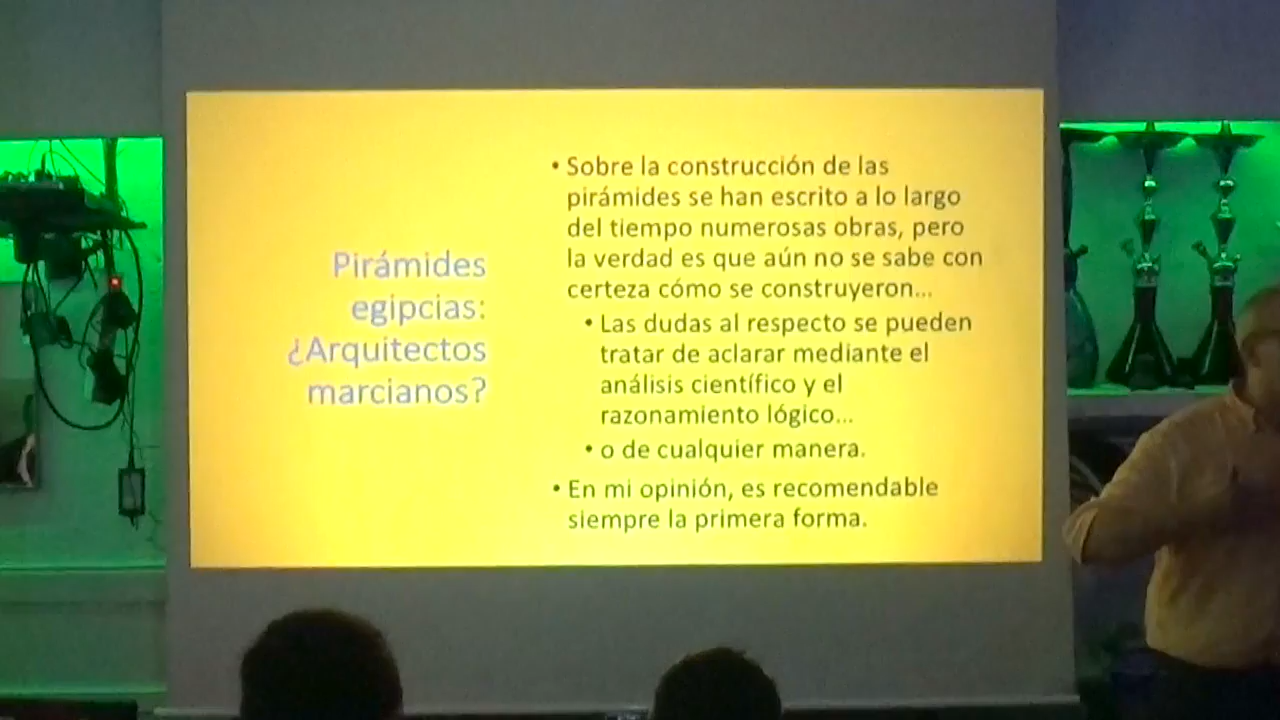 Pirámides
egipcias:
¿Arquitectos
marcianos?
• Sobre la construcción de las
pirámides se han escrito a lo largo
del tiempo numerosas obras, pero
la verdad es que aún no se sabe con
certeza cómo se construyeron...
• Las dudas al respecto se pueden
tratar de aclarar mediante el
análisis científico y el
razonamiento lógico...
• o de cualquier manera.
• En mi opinión, es recomendable
siempre la primera forma.